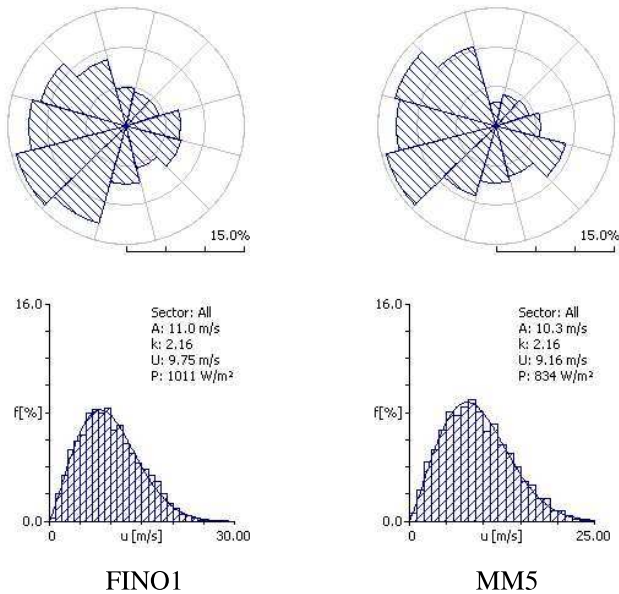 15.0%
15.0%
16.0
Sector: All
A: 11.0 m/s
k: 2.16
U: 9.75 m/s
P: 1011 W/m²
f[%]
0.0
0
u [m/s]
30.00
16.0
Sector: All
A: 10.3 m/s
k: 2.16
U: 9.16 m/s
P: 834 W/m²
f[%]
0.0
0
u [m/s]
25.00
FINO1
MM5